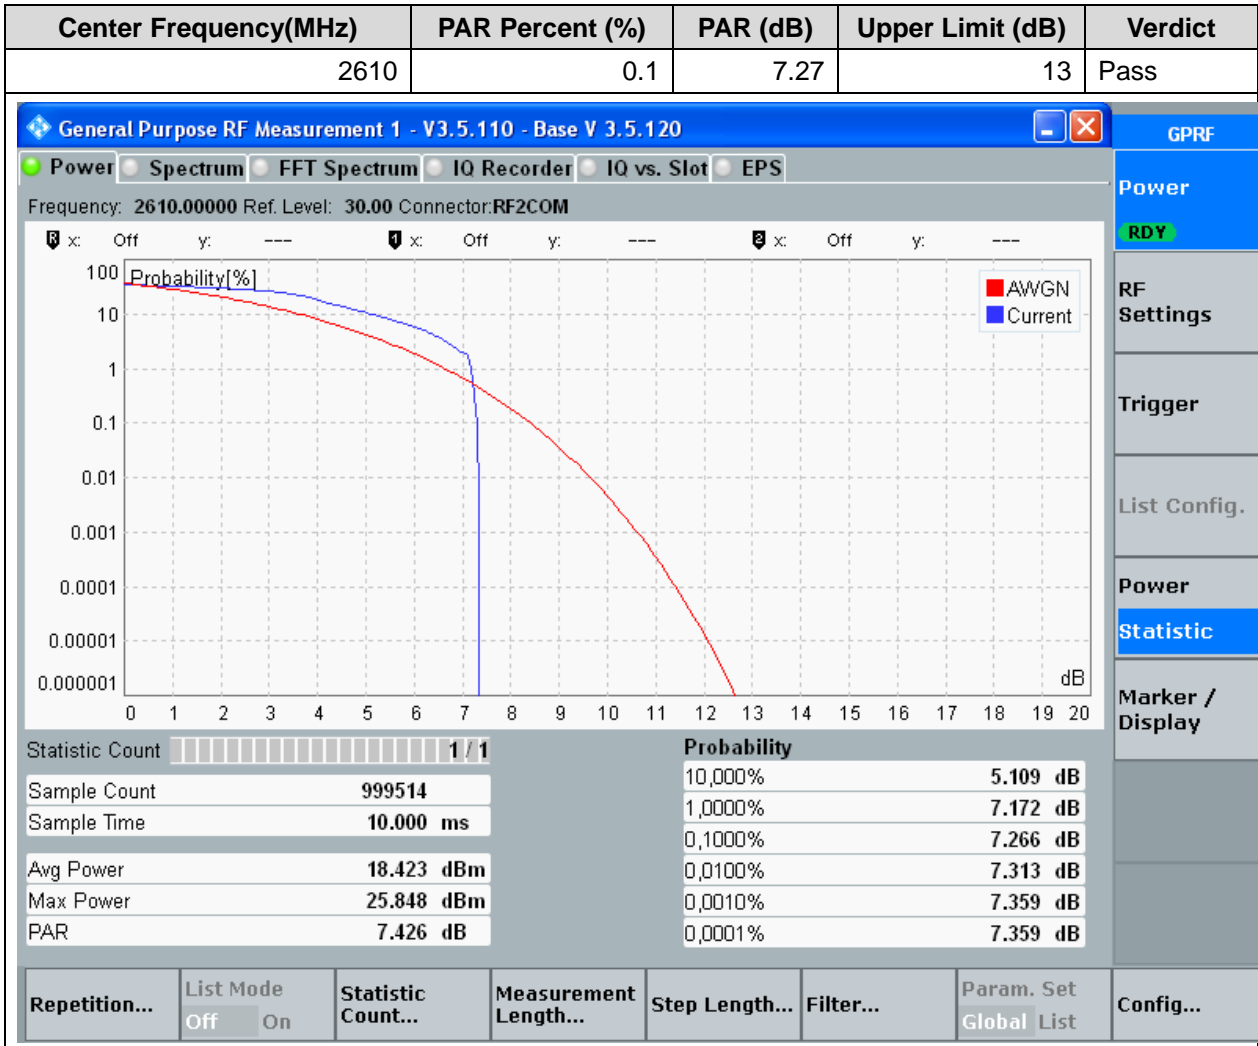 Center Frequency(MHz) PAR Percent (%) PAR (dB) Upper Limit (dB) Verdict
2610 0.1 7.27 13 Pass
General Purpose RF Measurement 1 - V3.5.110 - Base V 3.5.120
GPRF
Power Spectrum FFT Spectrum IQ Recorder IQ vs. Slot EPS
Frequency: 2610.00000 Ref. Level: 30.00 Connector:RF2COM
R x: Off y: --- 1 x: Off y: --- 2 x: Off y: ---
Probability[%]
AWGN
Current
100
10
1
0.1
0.01
0.001
0.0001
0.00001
0.000001
dB
0 1 2 3 4 5 6 7 8 9 10 11 12 13 14 15 16 17 18 19 20
Statistic Count 1 / 1
Sample Count 999514
Sample Time 10.000 ms
Avg Power 18.423 dBm
Max Power 25.848 dBm
PAR 7.426 dB
Probability
10,000% 5.109 dB
1,0000% 7.172 dB
0,1000% 7.266 dB
0,0100% 7.313 dB
0,0010% 7.359 dB
0,0001% 7.359 dB
Power
RDY
RF
Settings
Trigger
List Config.
Power
Statistic
Marker /
Display
Repetition...
List Mode
Off On
Statistic
Count...
Measurement
Length...
Step Length...
Filter...
Param. Set
Global List
Config...